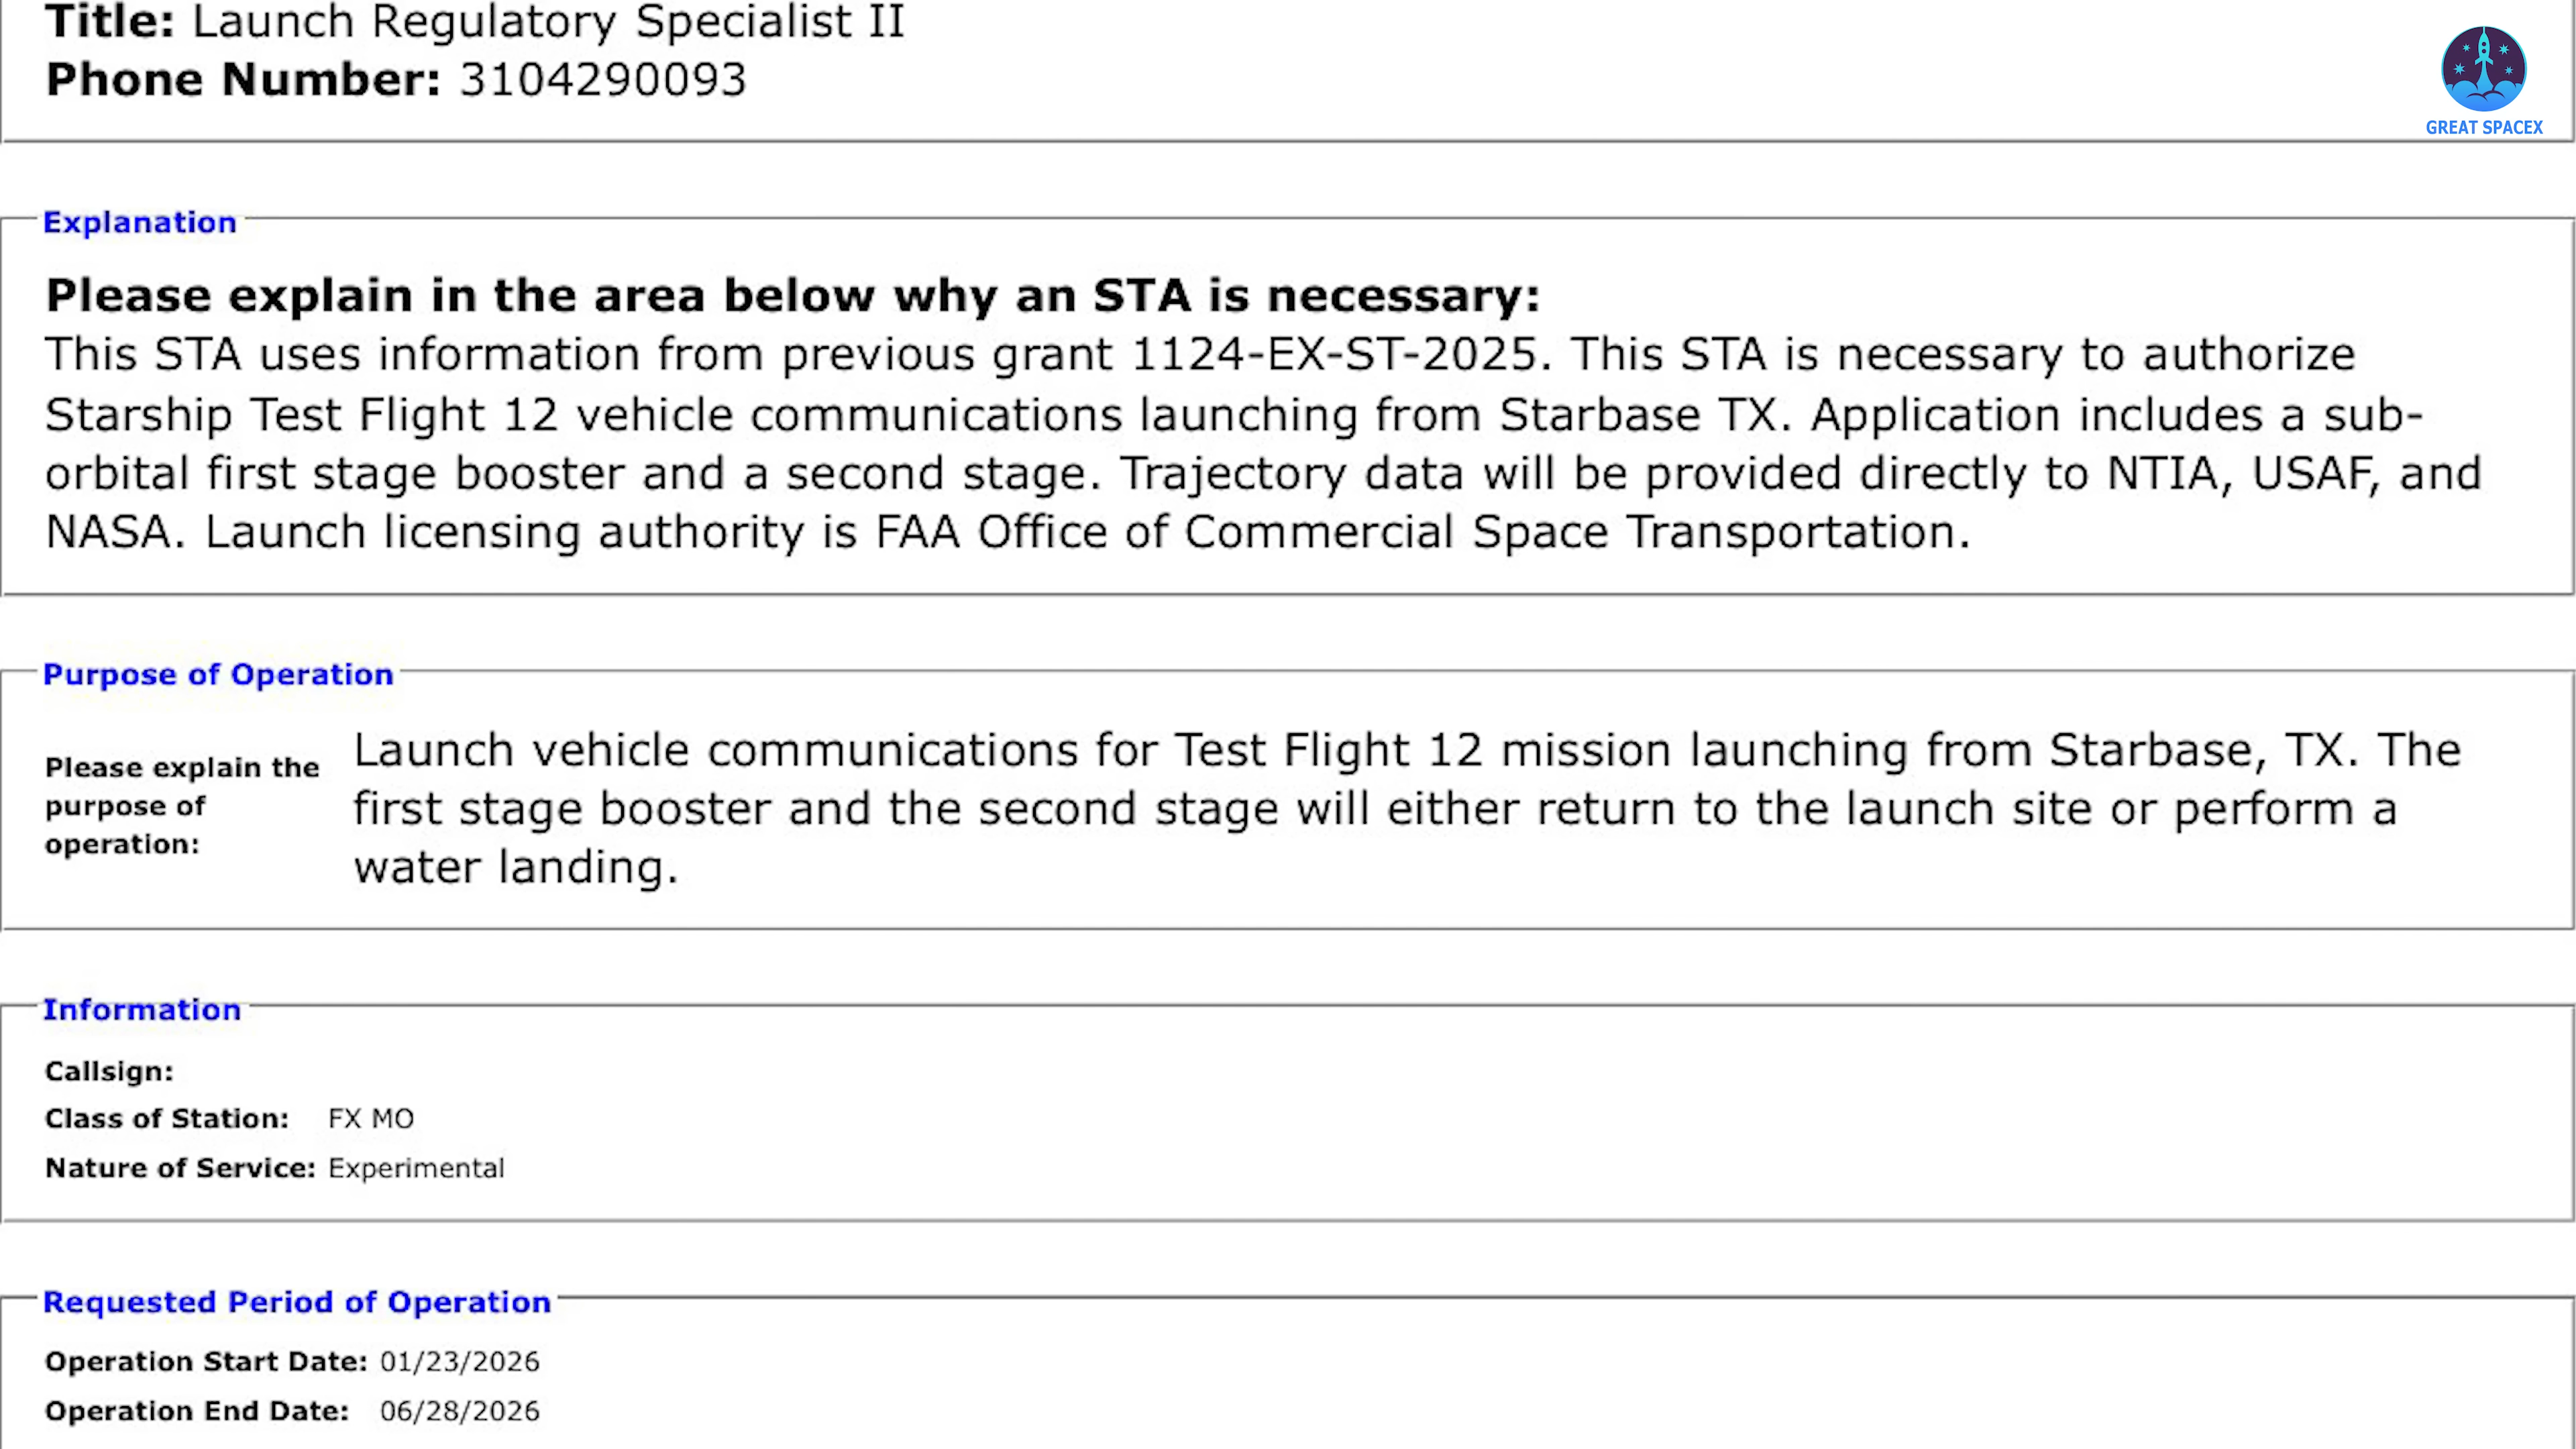 Title: Launch Regulatory Specialist II
Phone Number: 3104290093
GREAT SPACEX
Explanation
Please explain in the area below why an STA is necessary:
This STA uses information from previous grant 1124-EX-ST-2025. This STA is necessary to authorize
Starship Test Flight 12 vehicle communications launching from Starbase TX. Application includes a sub-
orbital first stage booster and a second stage. Trajectory data will be provided directly to NTIA, USAF, and
NASA. Launch licensing authority is FAA Office of Commercial Space Transportation.
Purpose of Operation
Please explain the
purpose of
operation:
Launch vehicle communications for Test Flight 12 mission launching from Starbase, TX. The
first stage booster and the second stage will either return to the launch site or perform a
water landing.
Information
Callsign:
Class of Station: FX MO
Nature of Service: Experimental
Requested Period of Operation
Operation Start Date: 01/23/2026
Operation End Date: 06/28/2026